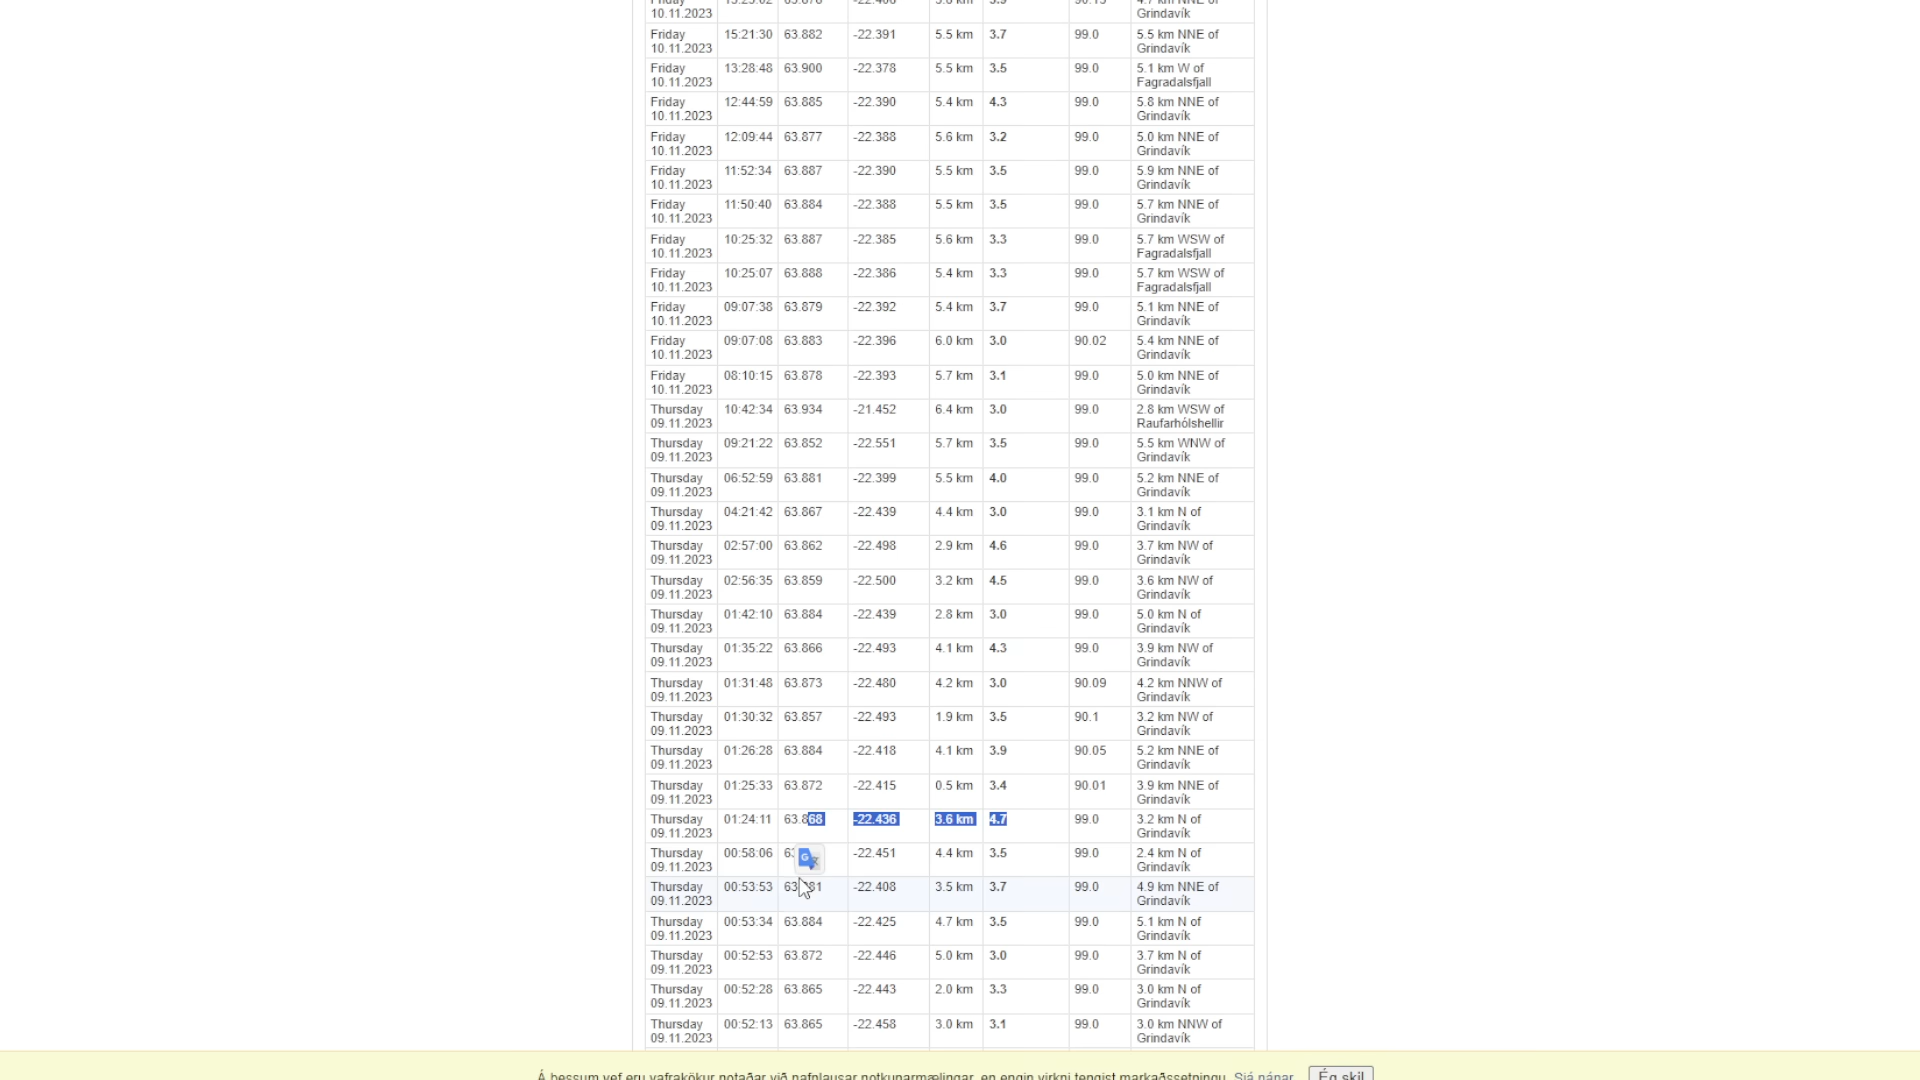 10.11.2023 Grindavík
Friday 15:21:30 63.882 -22.391 5.5 km 3.7 99.0 5.5 km NNE of
10.11.2023 Grindavík
Friday 13:28:48 63.900 -22.378 5.5 km 3.5 99.0 5.1 km W of
10.11.2023 Fagradalsfjall
Friday 12:44:59 63.885 -22.390 5.4 km 4.3 99.0 5.8 km NNE of
10.11.2023 Grindavík
Friday 12:09:44 63.877 -22.388 5.6 km 3.2 99.0 5.0 km NNE of
10.11.2023 Grindavík
Friday 11:52:34 63.887 -22.390 5.5 km 3.5 99.0 5.9 km NNE of
10.11.2023 Grindavík
Friday 11:50:40 63.884 -22.388 5.5 km 3.5 99.0 5.7 km NNE of
10.11.2023 Grindavík
Friday 10:25:32 63.887 -22.385 5.6 km 3.3 99.0 5.7 km WSW of
10.11.2023 Fagradalsfjall
Friday 10:25:07 63.888 -22.386 5.4 km 3.3 99.0 5.7 km WSW of
10.11.2023 Fagradalsfjall
Friday 09:07:38 63.879 -22.392 5.4 km 3.7 99.0 5.1 km NNE of
10.11.2023 Grindavík
Friday 09:07:08 63.883 -22.396 6.0 km 3.0 90.02 5.4 km NNE of
10.11.2023 Grindavík
Friday 08:10:15 63.878 -22.393 5.7 km 3.1 99.0 5.0 km NNE of
10.11.2023 Grindavík
Thursday 10:42:34 63.934 -21.452 6.4 km 3.0 99.0 2.8 km WSW of
09.11.2023 Raufarhólshellir
Thursday 09:21:22 63.852 -22.551 5.7 km 3.5 99.0 5.5 km WNW of
09.11.2023 Grindavík
Thursday 06:52:59 63.881 -22.399 5.5 km 4.0 99.0 5.2 km NNE of
09.11.2023 Grindavík
Thursday 04:21:42 63.867 -22.439 4.4 km 3.0 99.0 3.1 km N of
09.11.2023 Grindavík
Thursday 02:57:00 63.862 -22.498 2.9 km 4.6 99.0 3.7 km NW of
09.11.2023 Grindavík
Thursday 02:56:35 63.859 -22.500 3.2 km 4.5 99.0 3.6 km NW of
09.11.2023 Grindavík
Thursday 01:42:10 63.884 -22.439 2.8 km 3.0 99.0 5.0 km N of
09.11.2023 Grindavík
Thursday 01:35:22 63.866 -22.493 4.1 km 4.3 99.0 3.9 km NW of
09.11.2023 Grindavík
Thursday 01:31:48 63.873 -22.480 4.2 km 3.0 90.09 4.2 km NNW of
09.11.2023 Grindavík
Thursday 01:30:32 63.857 -22.493 1.9 km 3.5 90.1 3.2 km NW of
09.11.2023 Grindavík
Thursday 01:26:28 63.884 -22.418 4.1 km 3.9 90.05 5.2 km NNE of
09.11.2023 Grindavík
Thursday 01:25:33 63.872 -22.415 0.5 km 3.4 90.01 3.9 km NNE of
09.11.2023 Grindavík
Thursday 01:24:11 63.868 -22.436 3.6 km 4.7 99.0 3.2 km N of
09.11.2023 Grindavík
Thursday 00:58:06 -22.451 4.4 km 3.5 99.0 2.4 km N of
09.11.2023 Grindavík
Thursday 00:53:53 -22.408 3.5 km 3.7 99.0 4.9 km NNE of
09.11.2023 Grindavík
Thursday 00:53:34 63.884 -22.425 4.7 km 3.5 99.0 5.1 km N of
09.11.2023 Grindavík
Thursday 00:52:53 63.872 -22.446 5.0 km 3.0 99.0 3.7 km N of
09.11.2023 Grindavík
Thursday 00:52:28 63.865 -22.443 2.0 km 3.3 99.0 3.0 km N of
09.11.2023 Grindavík
Thursday 00:52:13 63.865 -22.458 3.0 km 3.1 99.0 3.0 km NNW of
09.11.2023 Grindavík
Á þessum vef eru vafrakökur notaðar við nafnlausar notkunarmælingar, en engin virkni tengist markaðssetningu. Sjá nánar. Ég skil